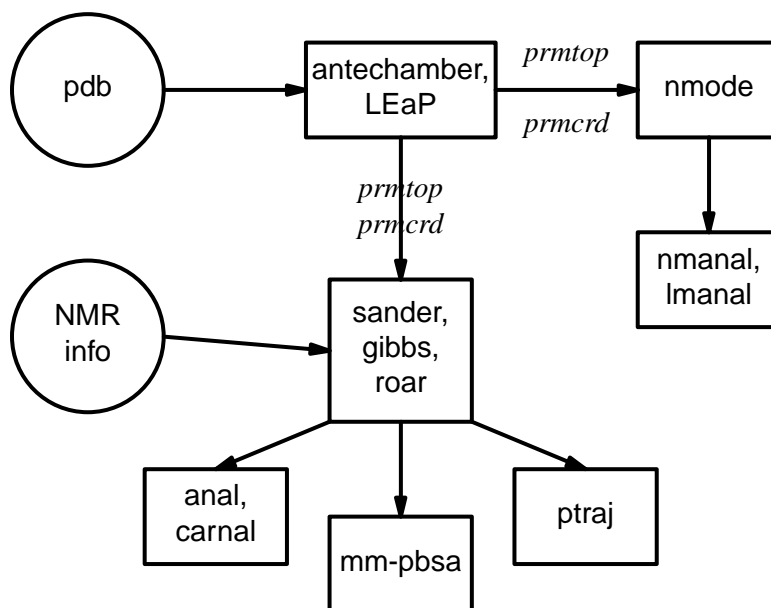 pdb
antechamber,
LEaP
prmtop
prmcrd
nmode
prmtop
prmcrd
nmanal,
lmanal
NMR
info
sander,
gibbs,
roar
anal,
carnal
mm-pbsa
ptraj